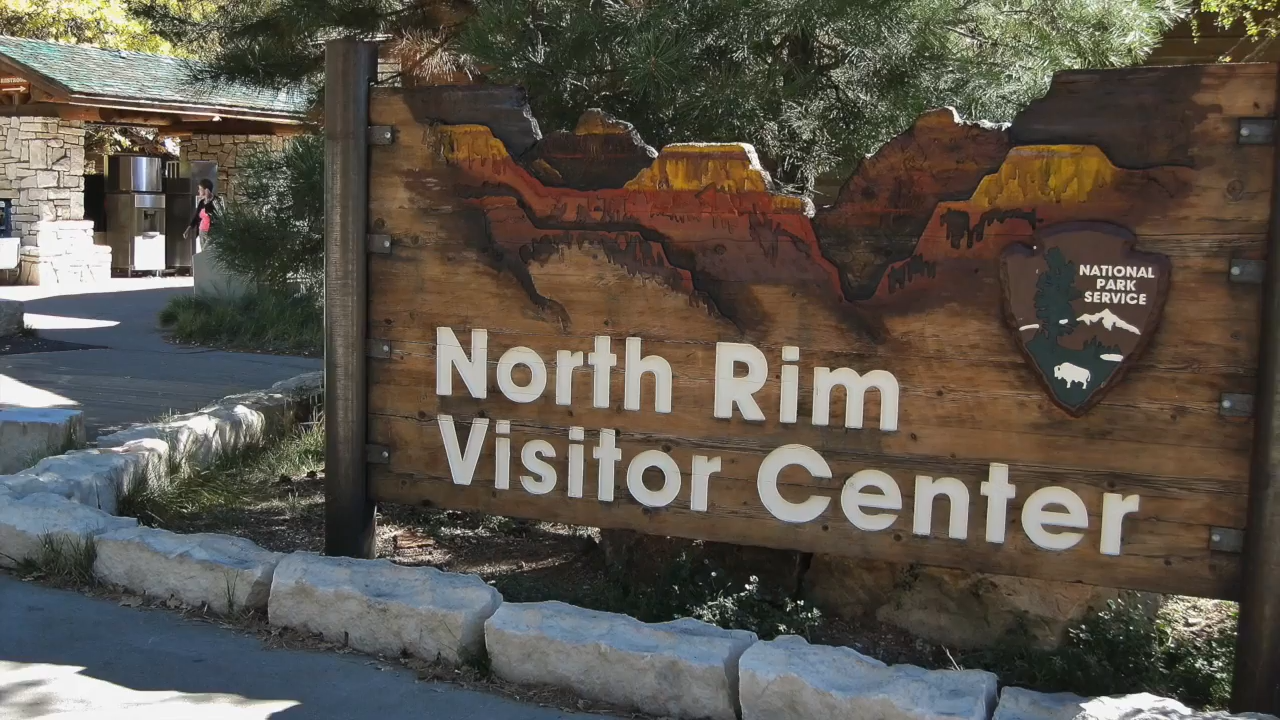 North Rim
Visitor Center
NATIONAL
PARK
SERVICE